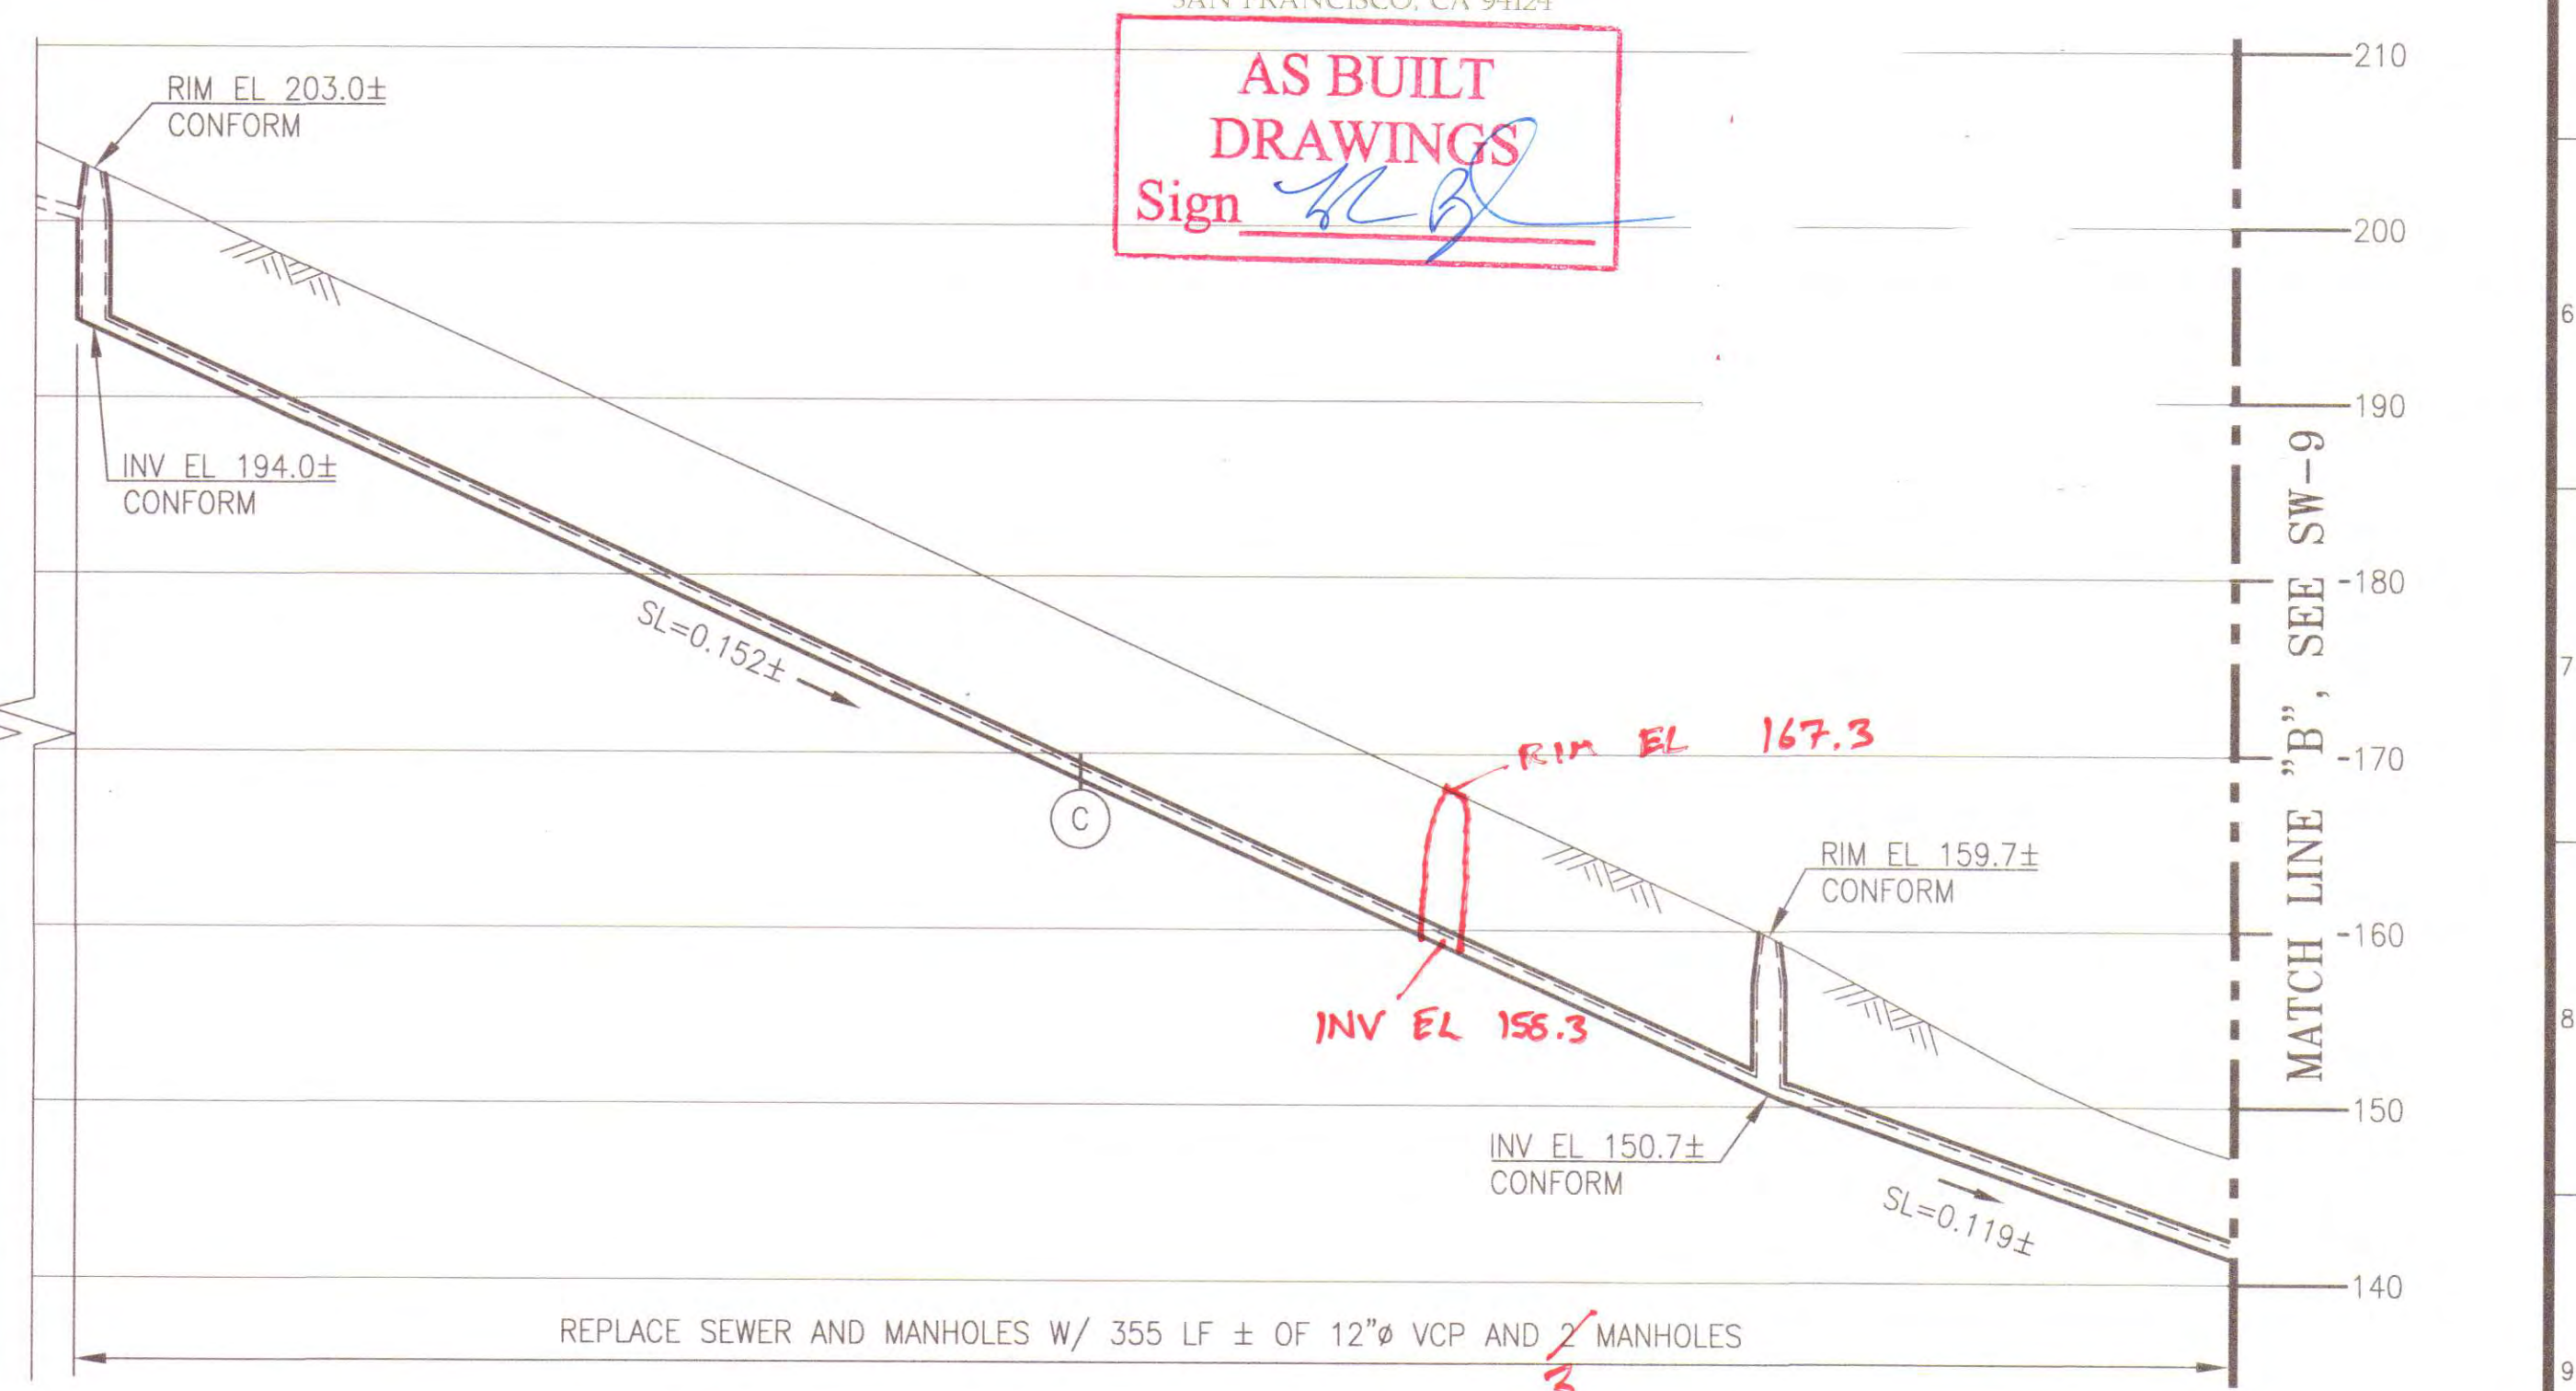 SAN FRANCISCO, CA 94124
AS BUILT
DRAWINGS
Sign
210
200
190
-180
-170
-160
150
140
RIM EL 203.0±
CONFORM
INV EL 194.0±
CONFORM
SL=0.152±
C
RIM EL 167.3
INV EL 158.3
RIM EL 159.7±
CONFORM
INV EL 150.7±
CONFORM
SL=0.119±
MATCH LINE "B", SEE SW-9
REPLACE SEWER AND MANHOLES W/ 355 LF ± OF 12"ø VCP AND 2 MANHOLES
3
6
7
8
9